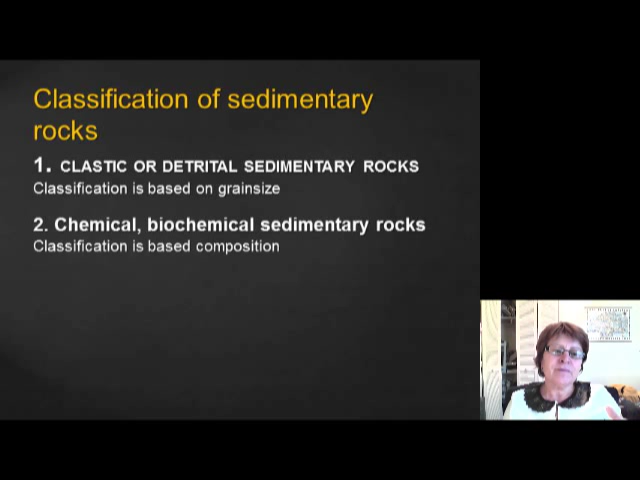 Classification of sedimentary
rocks
1. CLASTIC OR DETRITAL SEDIMENTARY ROCKS
Classification is based on grainsize
2. Chemical, biochemical sedimentary rocks
Classification is based composition